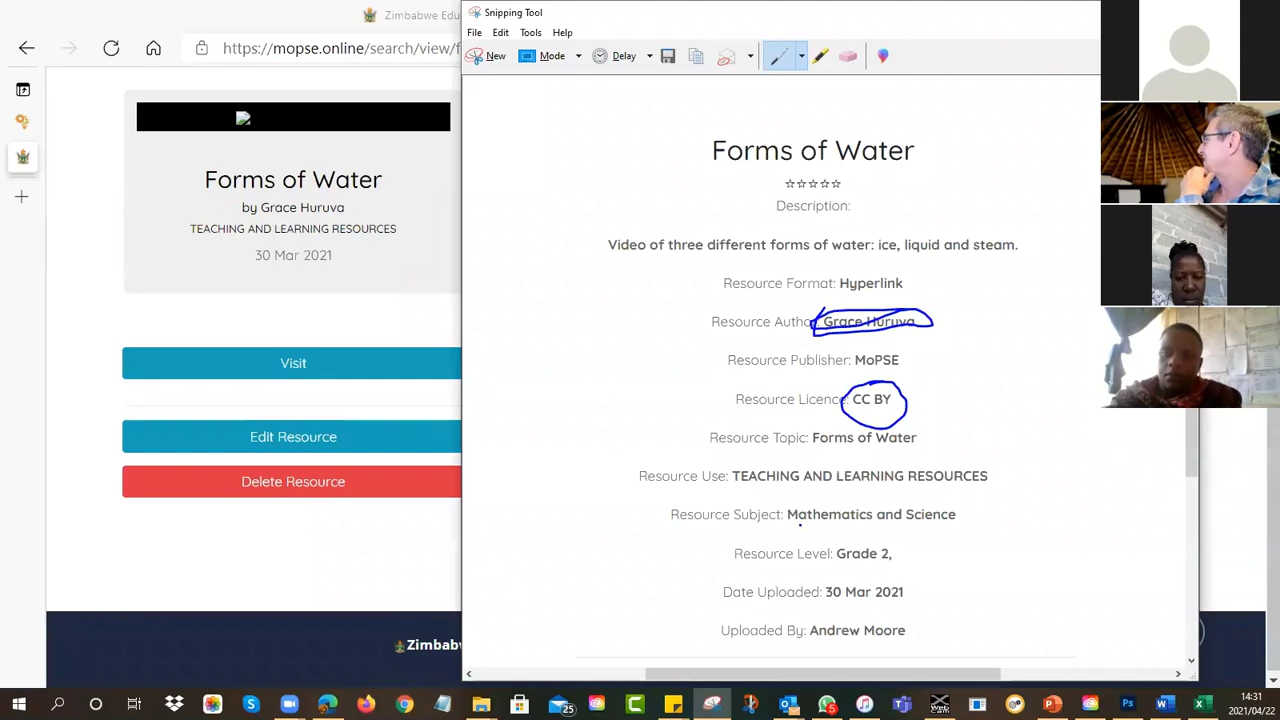 Zimbabwe Edu
https://mopse.online/search/view/f
Forms of Water
by Grace Huruva
TEACHING AND LEARNING RESOURCES
30 Mar 2021
Visit
Edit Resource
Delete Resource
Zimbabw
Snipping Tool
File Edit Tools Help
New Mode Delay
Forms of Water
Description:
Video of three different forms of water: ice, liquid and steam.
Resource Format: Hyperlink
Resource Author: Grace Huruva
Resource Publisher: MoPSE
Resource Licence: CC BY
Resource Topic: Forms of Water
Resource Use: TEACHING AND LEARNING RESOURCES
Resource Subject: Mathematics and Science
Resource Level: Grade 2,
Date Uploaded: 30 Mar 2021
Uploaded By: Andrew Moore
25
5
14:31
2021/04/22